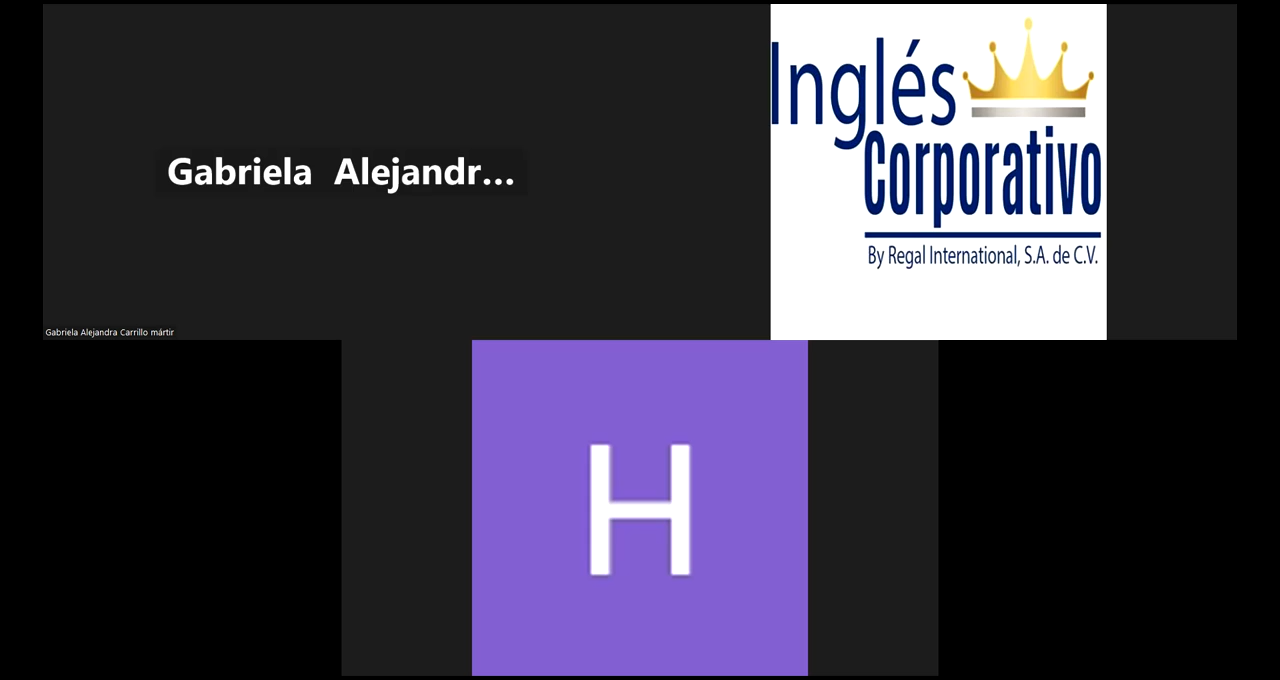 Gabriela Alejandr...
Gabriela Alejandra Carrillo mártir
Inglés
Corporativo
By Regal International, S.A. de C.V.
H